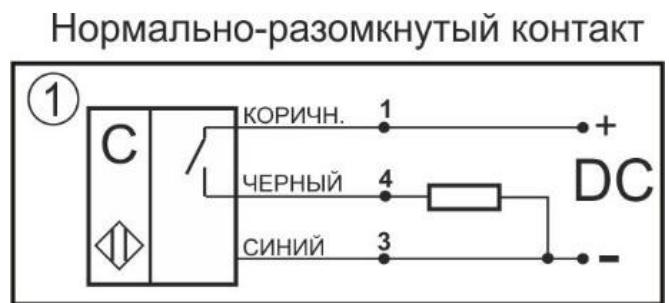 Нормально-разомкнутый контакт
1
С
КОРИЧН. 1 +
ЧЕРНЫЙ 4
DC
СИНИЙ 3 -